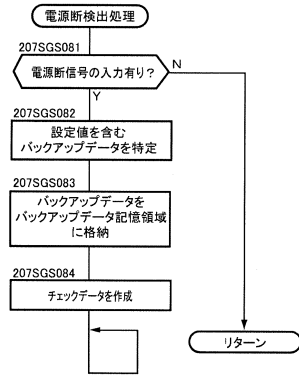 電源断検出処理
207SGS081
電源断信号の入力有り？
N
Y
207SGS082
設定値を含む
バックアップデータを特定
207SGS083
バックアップデータを
バックアップデータ記憶領域
に格納
207SGS084
チェックデータを作成
リターン